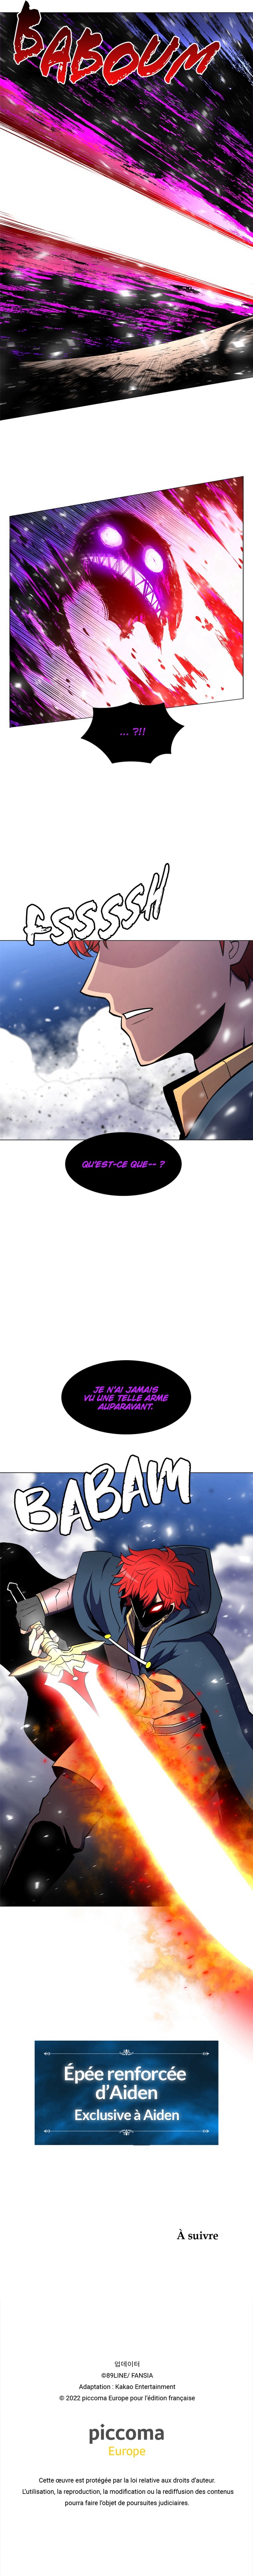 BABOUM
... ?!!
FSSSSH
QU'EST-CE QUE-- ?
JE N'AI JAMAIS
VU UNE TELLE ARME
AUPARAVANT.
BABAM
Épée renforcée
d'Aiden
Exclusive à Aiden
À suivre
업데이터
©89LINE/ FANSIA
Adaptation : Kakao Entertainment
© 2022 piccoma Europe pour l'édition française
piccoma
Europe
Cette œuvre est protégée par la loi relative aux droits d'auteur.
L'utilisation, la reproduction, la modification ou la rediffusion des contenus
pourra faire l'objet de poursuites judiciaires.